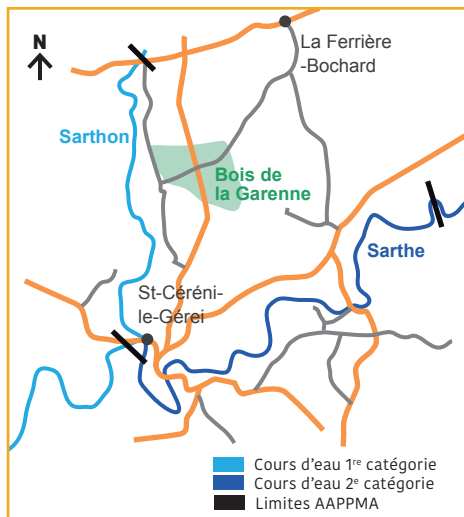 N
La Ferrière
-Bochard
Sarthon
Bois de
la Garenne
Sarthe
St-Céréni-
le-Gérei
Cours d'eau 1re catégorie
Cours d'eau 2e catégorie
Limites AAPPMA